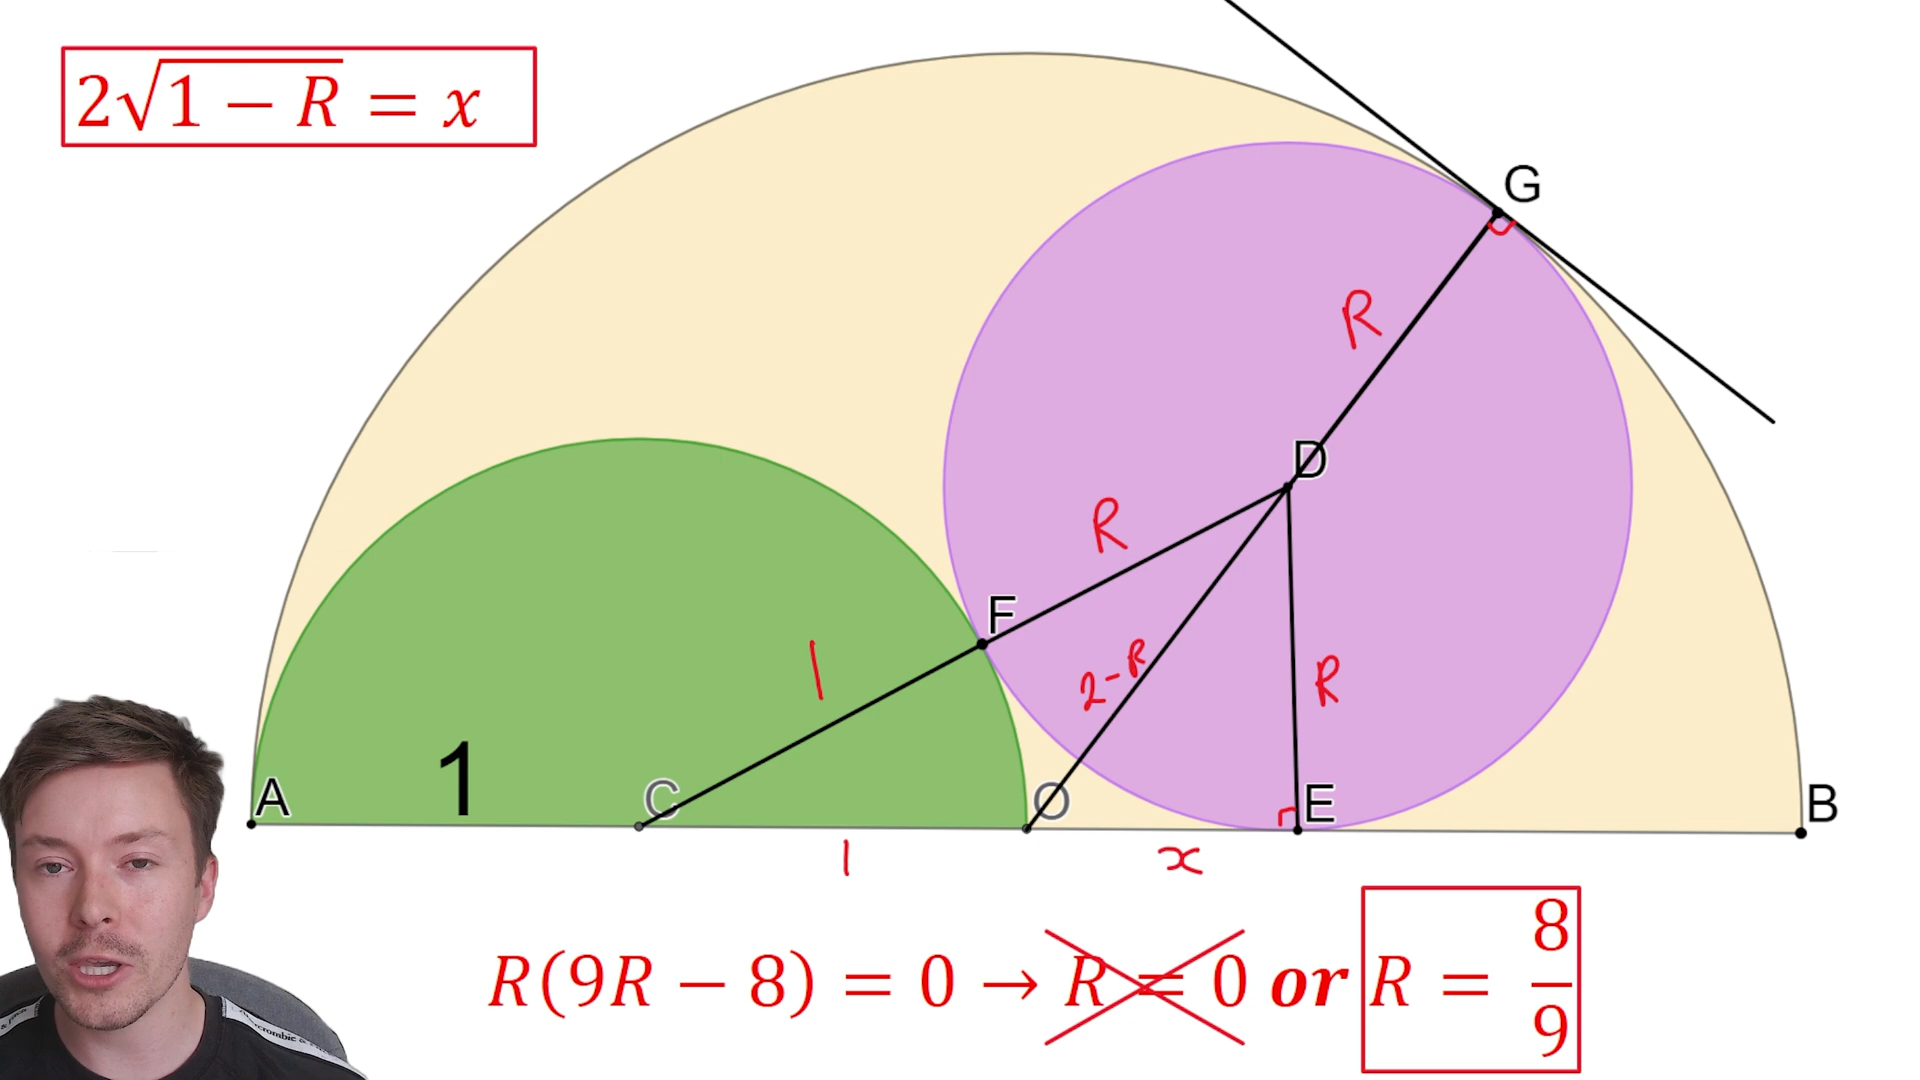 2√1 − R = x
G
R
D
R
F
1
2-R
R
1
A
C
O
E
B
1
x
R(9R − 8) = 0 → R = 0 or R = 8/9